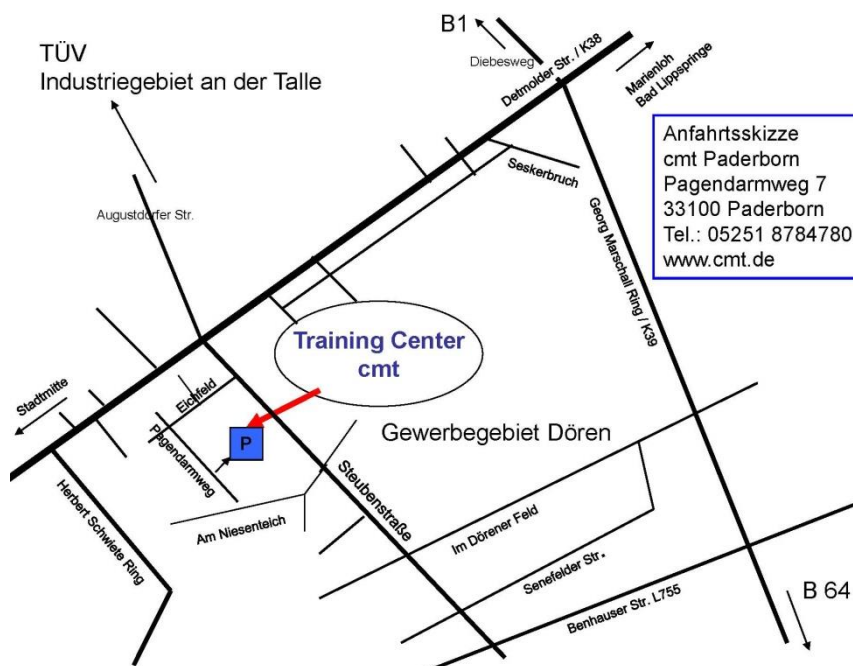 B1
Diebesweg
TÜV
Industriegebiet an der Talle
Detmolder Str. / K38
Marienloh
Bad Lippspringe
Anfahrtsskizze
cmt Paderborn
Pagendarmweg 7
33100 Paderborn
Tel.: 05251 8784780
www.cmt.de
Seskerbruch
Augustdorfer Str.
Georg Marschall Ring / K39
Training Center
cmt
Stadtmitte
Eichfeld
P
Pagendarmweg
Gewerbegebiet Dören
Steubenstraße
Am Niesenteich
Herbert Schwiete Ring
Im Dörener Feld
Senefelder Str.
Benhauser Str. L755
B 64